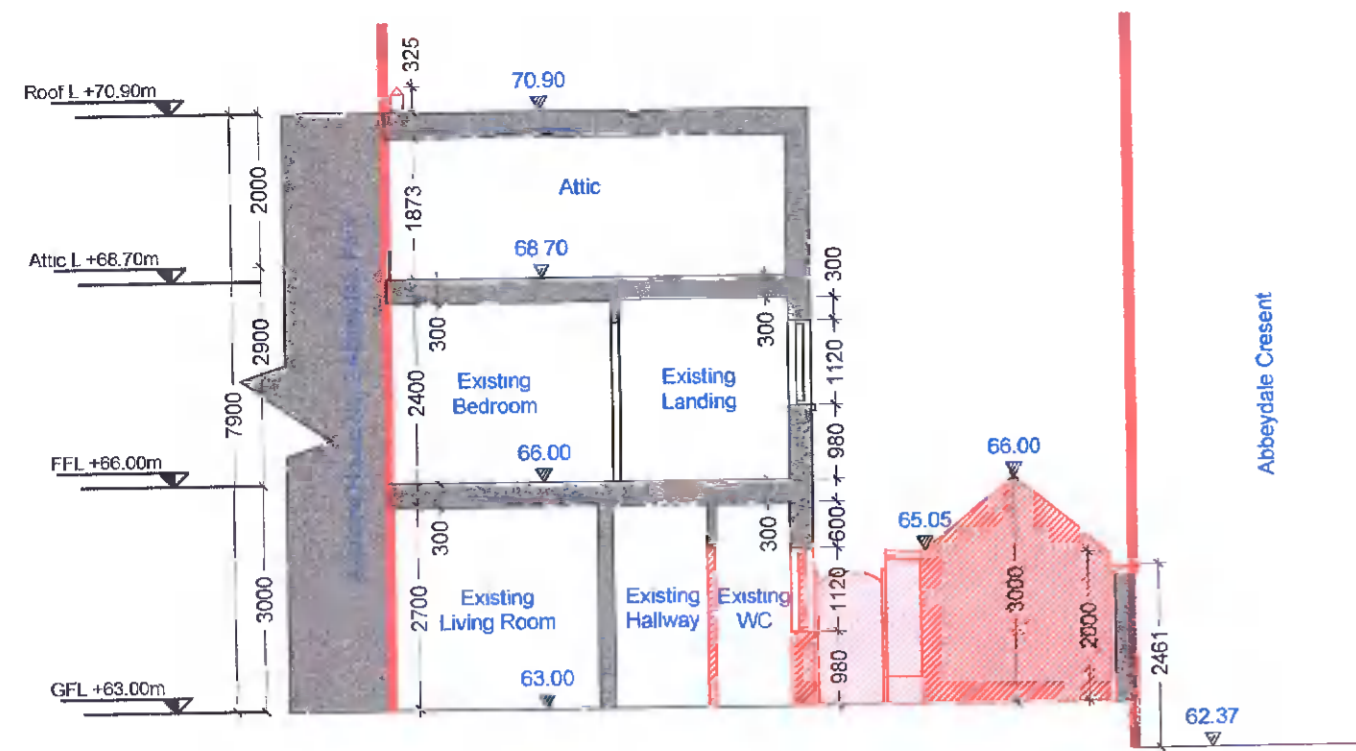 325
Roof L +70.90m
70.90
2000
1873
Attic
68.70
Attic L +68.70m
300
300
300
2900
7900
2400
1120
Existing
Bedroom
Existing
Landing
Abbeydale Cresent
980
66.00
66.00
FFL +66.00m
600
65.05
300
300
3000
2700
1120
3000
2000
Existing
Living Room
Existing
Hallway
Existing
WC
980
2461
63.00
GFL +63.00m
62.37